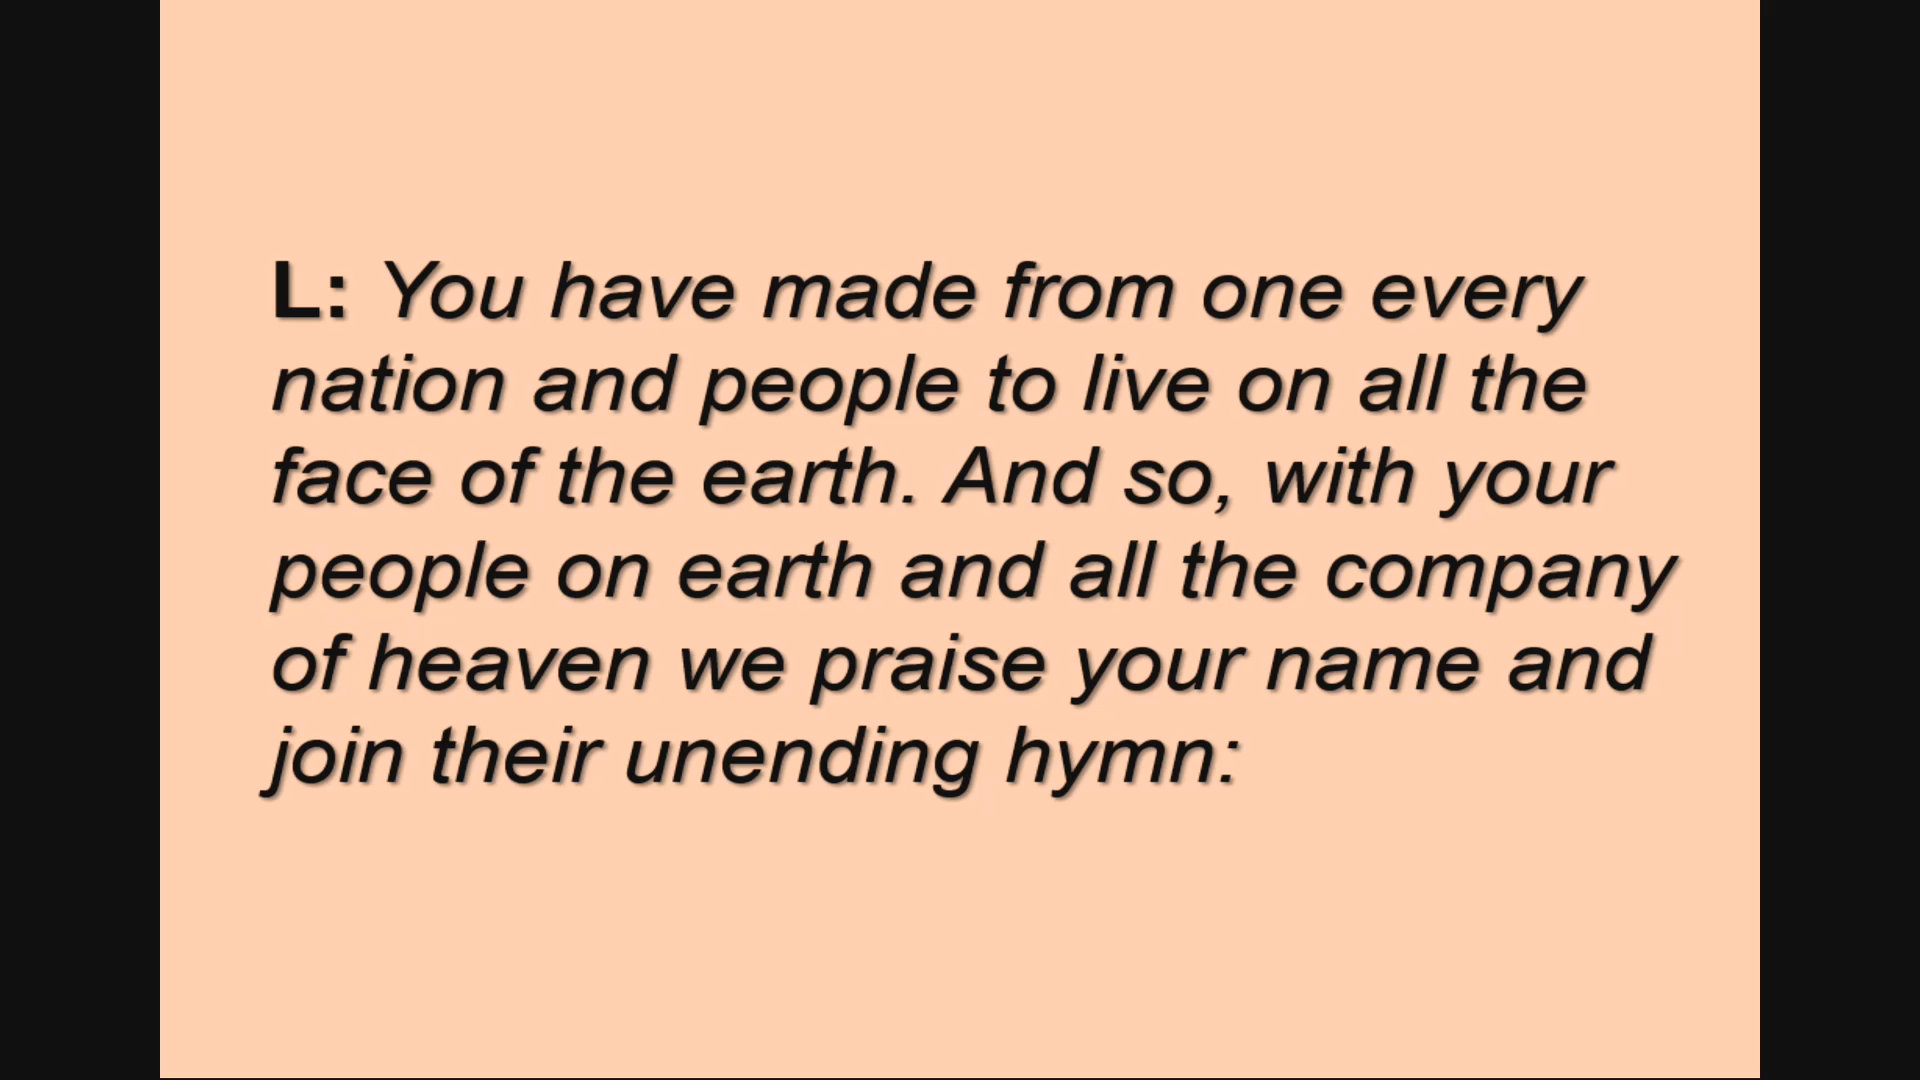 L: You have made from one every
nation and people to live on all the
face of the earth. And so, with your
people on earth and all the company
of heaven we praise your name and
join their unending hymn: